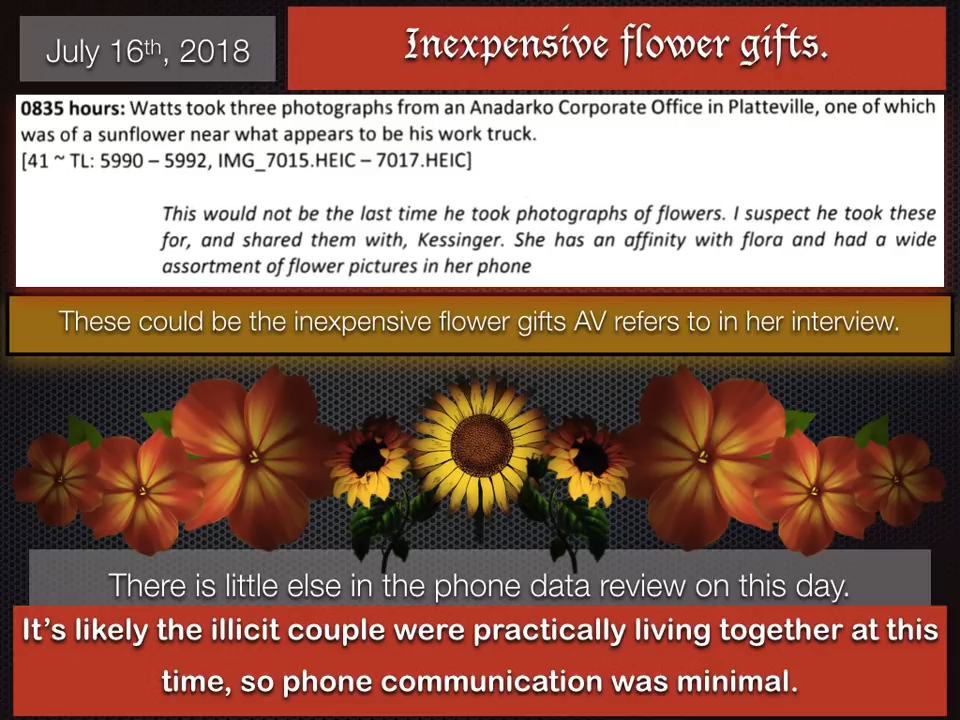 July 16th, 2018
Inexpensive flower gifts.
0835 hours: Watts took three photographs from an Anadarko Corporate Office in Platteville, one of which
was of a sunflower near what appears to be his work truck.
[41 ~ TL: 5990 – 5992, IMG_7015.HEIC – 7017.HEIC]
This would not be the last time he took photographs of flowers. I suspect he took these
for, and shared them with, Kessinger. She has an affinity with flora and had a wide
assortment of flower pictures in her phone
These could be the inexpensive flower gifts AV refers to in her interview.
There is little else in the phone data review on this day.
It’s likely the illicit couple were practically living together at this
time, so phone communication was minimal.